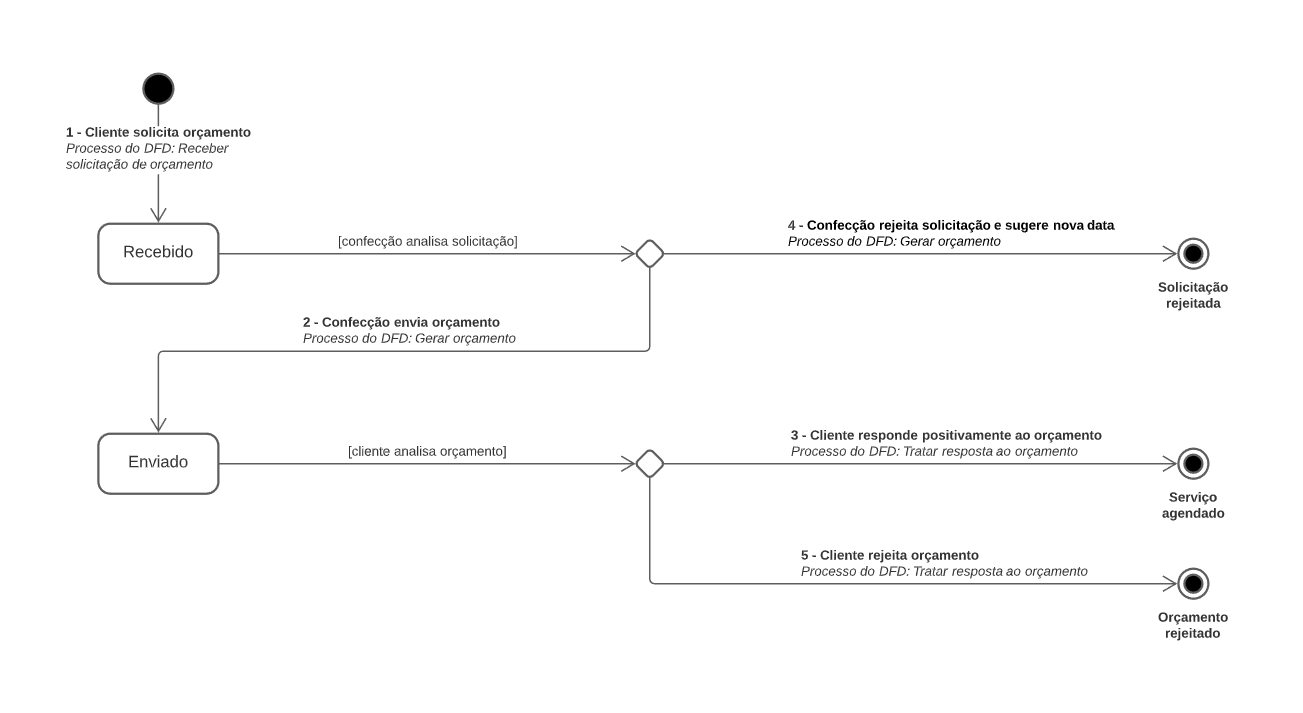 1 - Cliente solicita orçamento
Processo do DFD: Receber
solicitação de orçamento
Recebido
[confecção analisa solicitação]
4 - Confecção rejeita solicitação e sugere nova data
Processo do DFD: Gerar orçamento
Solicitação
rejeitada
2 - Confecção envia orçamento
Processo do DFD: Gerar orçamento
Enviado
[cliente analisa orçamento]
3 - Cliente responde positivamente ao orçamento
Processo do DFD: Tratar resposta ao orçamento
Serviço
agendado
5 - Cliente rejeita orçamento
Processo do DFD: Tratar resposta ao orçamento
Orçamento
rejeitado